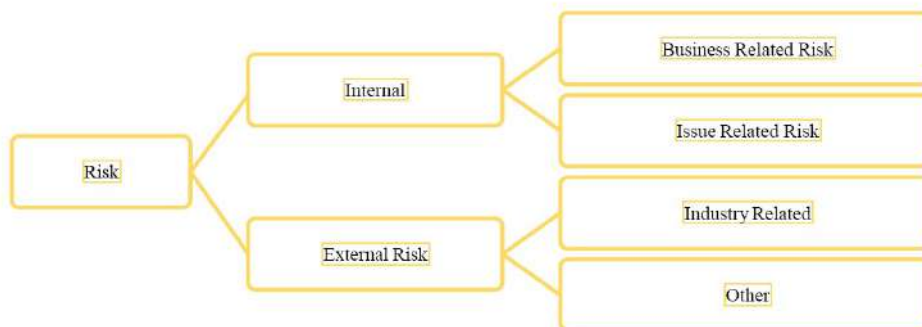 Business Related Risk
Internal
Issue Related Risk
Risk
Industry Related
External Risk
Other